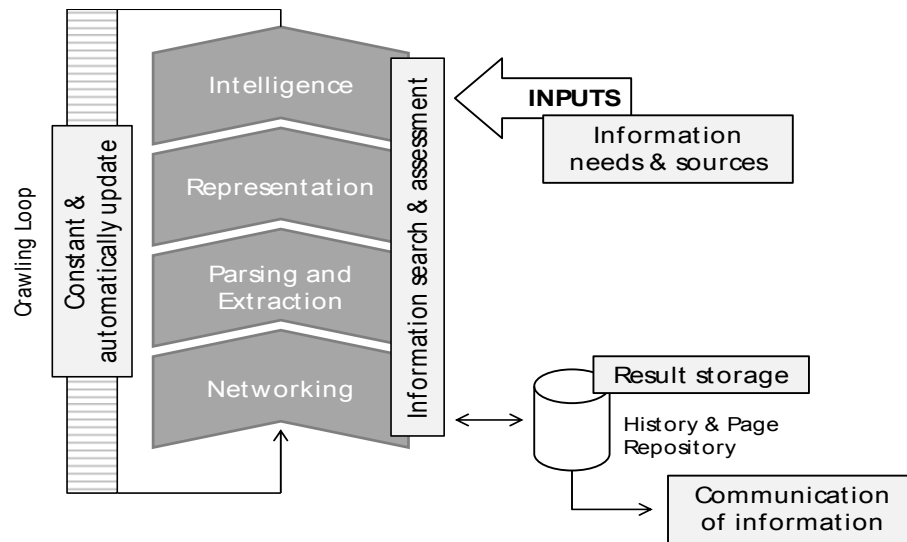 Intelligence
Representation
Parsing and
Extraction
Networking
Information search & assessment
Crawling Loop
Constant &
automatically update
INPUTS
Information
needs & sources
Result storage
History & Page
Repository
Communication
of information